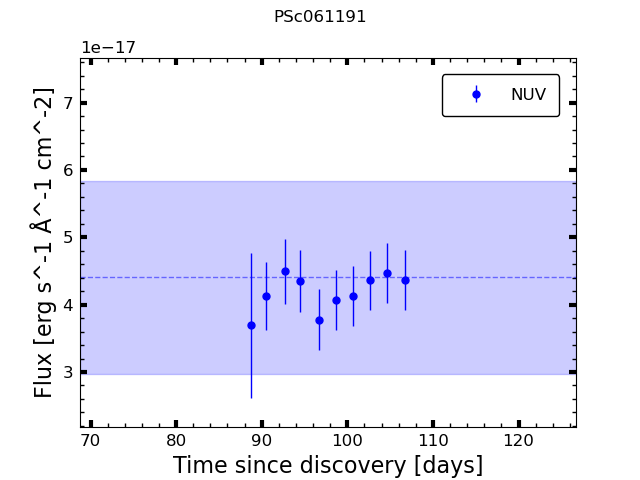 PSc061191
1e−17
NUV
7
6
5
4
3
Flux [erg s^-1 Å^-1 cm^-2]
70 80 90 100 110 120
Time since discovery [days]